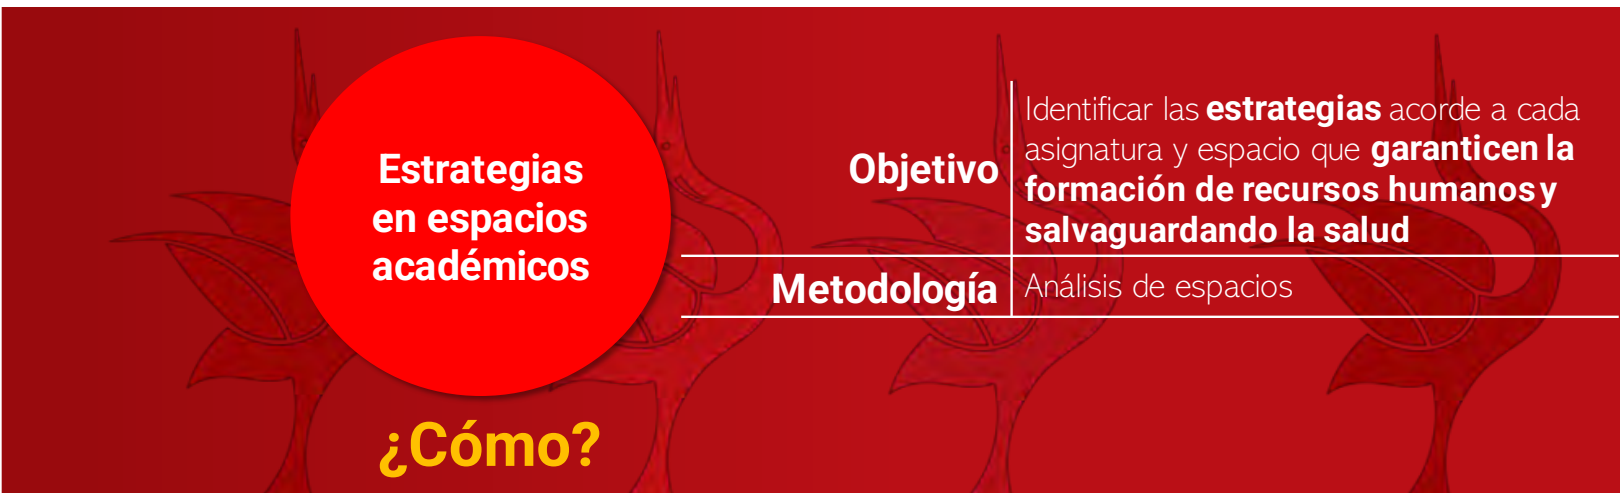 Estrategias
en espacios
académicos
¿Cómo?
Objetivo
Identificar las estrategias acorde a cada
asignatura y espacio que garanticen la
formación de recursos humanos y
salvaguardando la salud
Metodología
Análisis de espacios